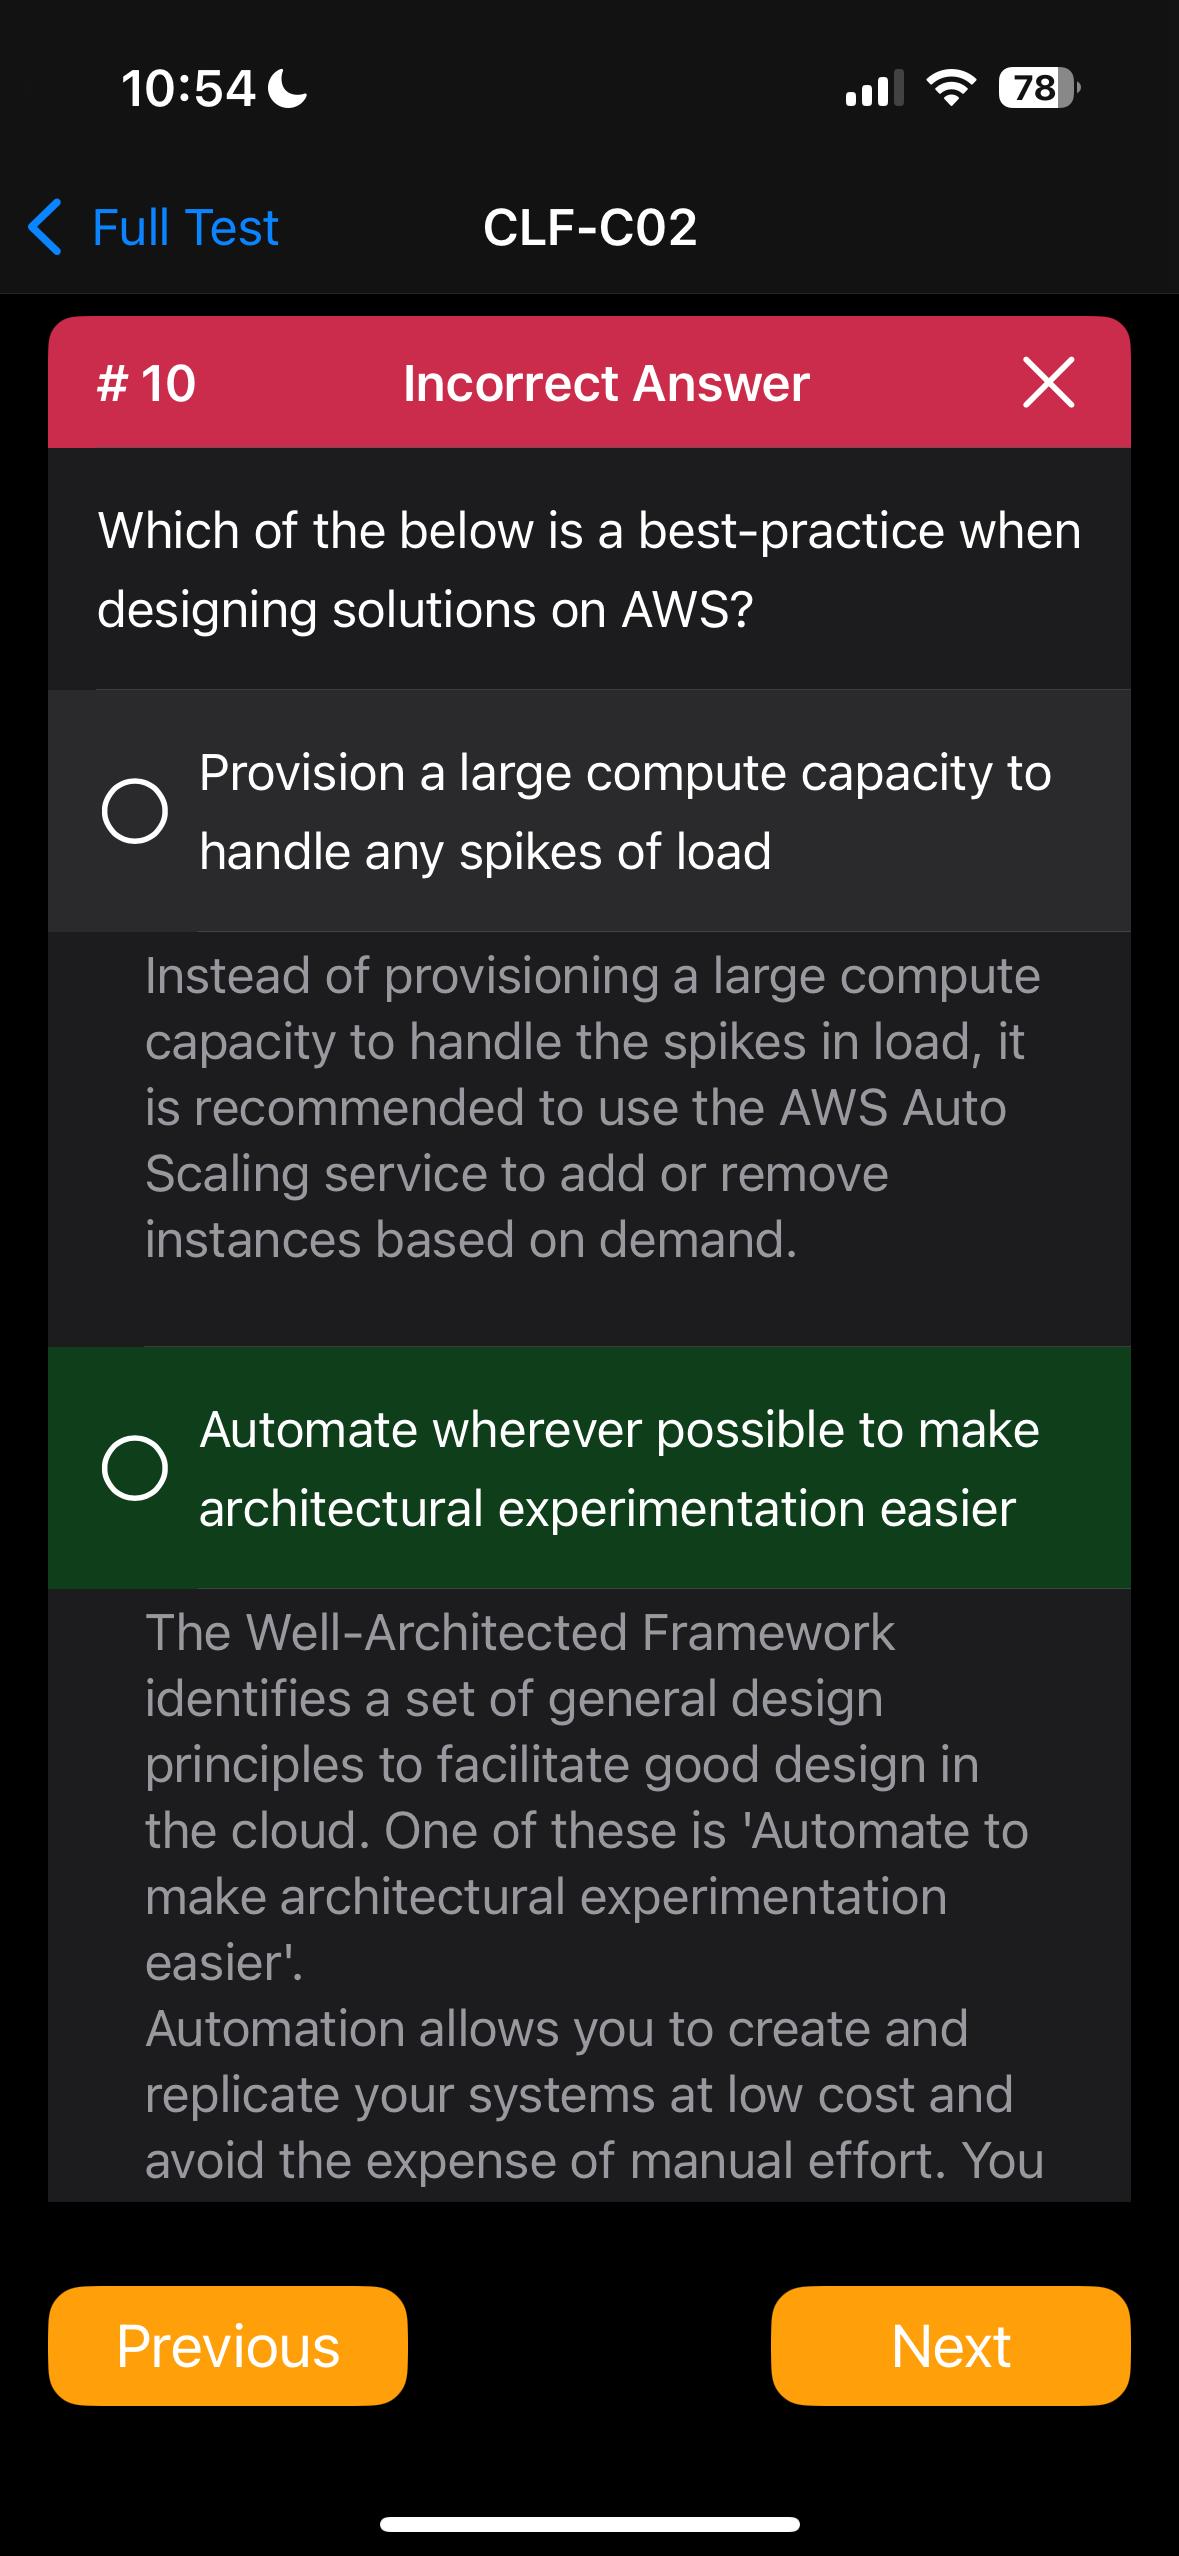 10:54
78
Full Test
CLF-C02
# 10
Incorrect Answer
Which of the below is a best-practice when
designing solutions on AWS?
Provision a large compute capacity to
handle any spikes of load
Instead of provisioning a large compute
capacity to handle the spikes in load, it
is recommended to use the AWS Auto
Scaling service to add or remove
instances based on demand.
Automate wherever possible to make
architectural experimentation easier
The Well-Architected Framework
identifies a set of general design
principles to facilitate good design in
the cloud. One of these is 'Automate to
make architectural experimentation
easier'.
Automation allows you to create and
replicate your systems at low cost and
avoid the expense of manual effort. You
Previous
Next